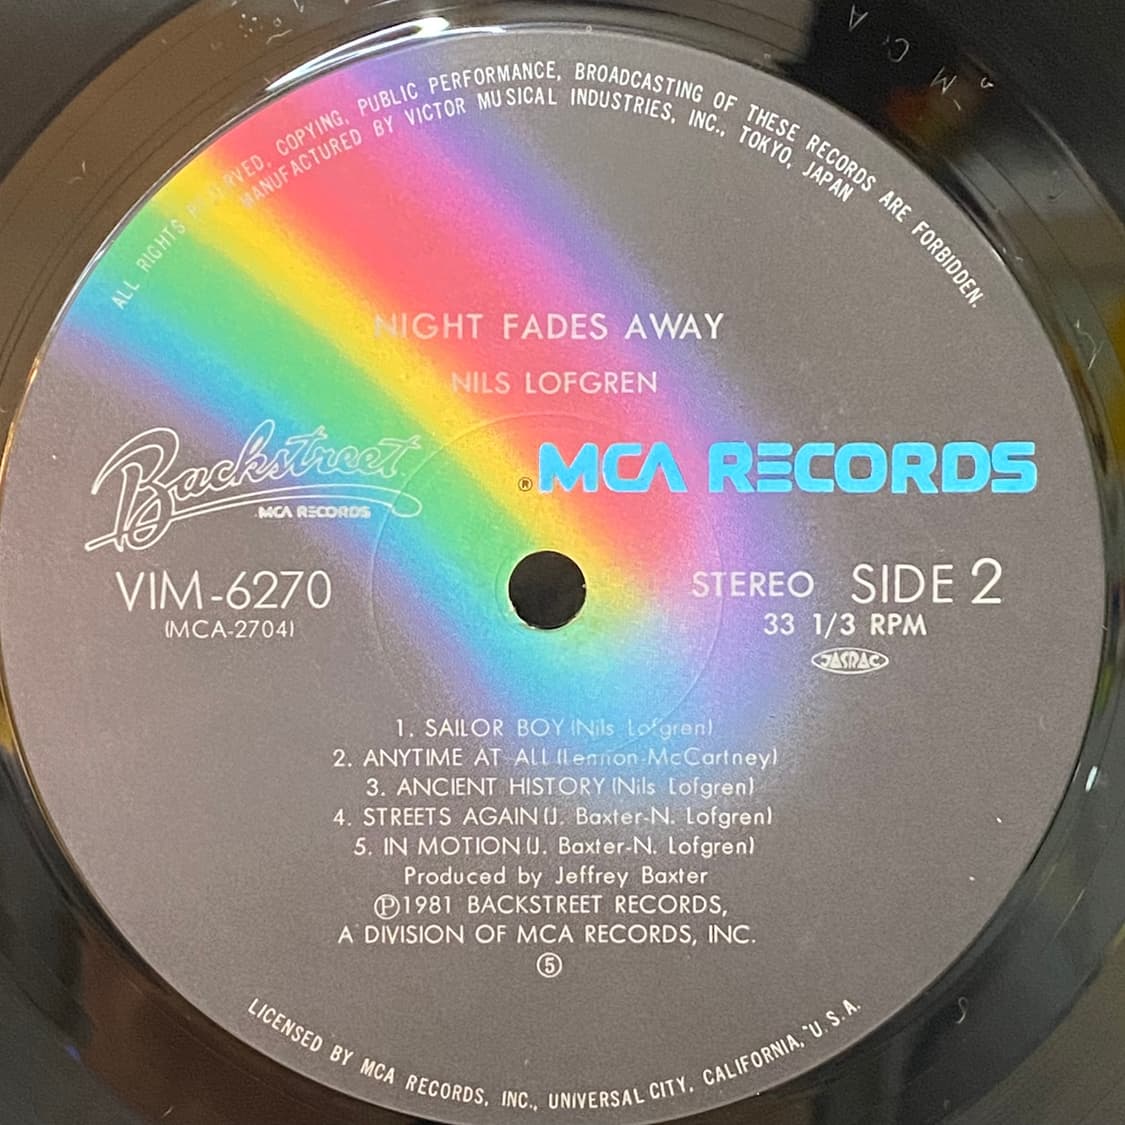 ALL RIGHTS RESERVED, COPYING, PUBLIC PERFORMANCE, BROADCASTING OF THESE RECORDS ARE FORBIDDEN.
MANUFACTURED BY VICTOR MUSICAL INDUSTRIES, INC., TOKYO, JAPAN
NIGHT FADES AWAY
NILS LOFGREN
Backstreet
MCA RECORDS
® MCA RECORDS
VIM-6270
(MCA-2704)
STEREO SIDE 2
33 1/3 RPM
JASRAC
1. SAILOR BOY (Nils Lofgren)
2. ANYTIME AT ALL (Lennon-McCartney)
3. ANCIENT HISTORY (Nils Lofgren)
4. STREETS AGAIN (J. Baxter-N. Lofgren)
5. IN MOTION (J. Baxter-N. Lofgren)
Produced by Jeffrey Baxter
Ⓟ1981 BACKSTREET RECORDS,
A DIVISION OF MCA RECORDS, INC.
⑤
LICENSED BY MCA RECORDS, INC., UNIVERSAL CITY, CALIFORNIA, U.S.A.